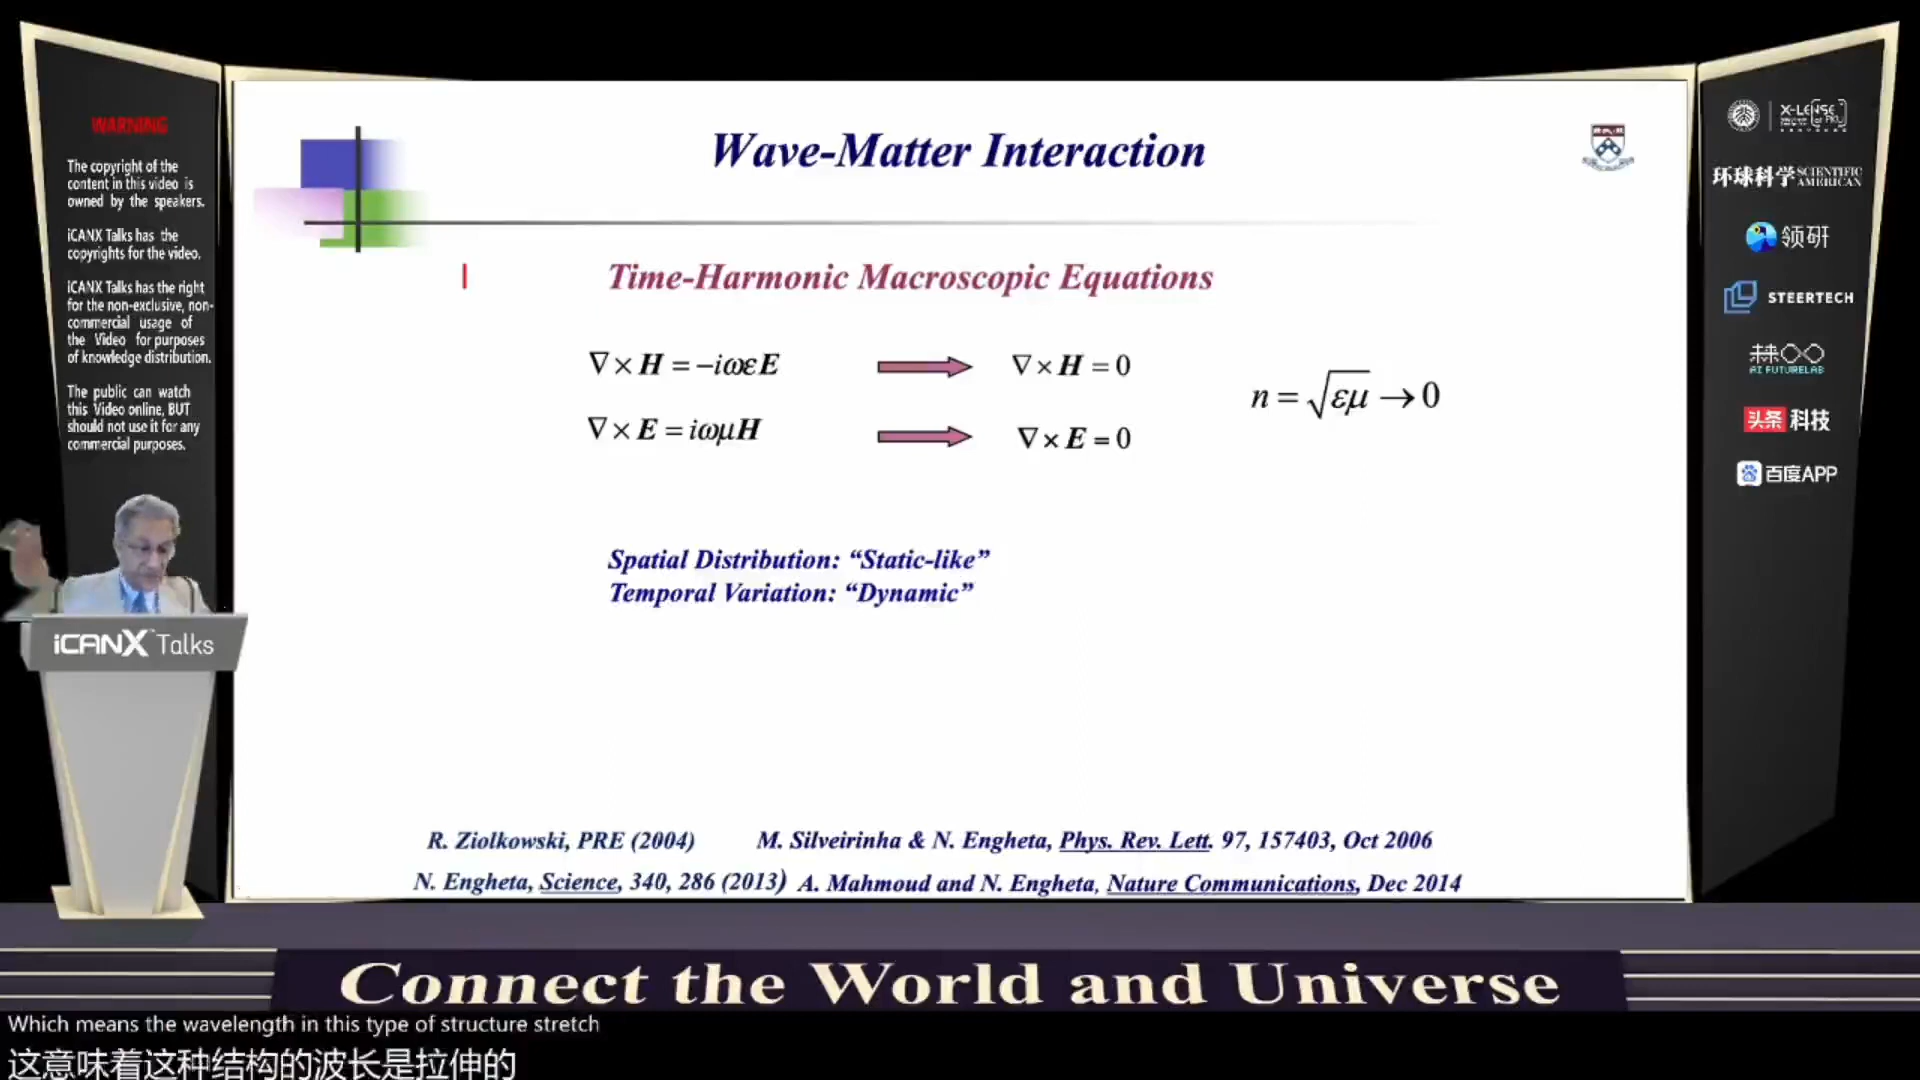 WARNING
The copyright of the
content in this video is
owned by the speakers.
iCANX Talks has the
copyrights for the video.
iCANX Talks has the right
for the non-exclusive, non-
commercial usage of
the Video for purposes
of knowledge distribution.
The public can watch
this Video online, BUT
should not use it for any
commercial purposes.
iCANX Talks
Wave-Matter Interaction
Time-Harmonic Macroscopic Equations
∇×H = −iωεE
∇×H = 0
∇×E = iωμH
∇×E = 0
n = √εμ → 0
Spatial Distribution: “Static-like”
Temporal Variation: “Dynamic”
R. Ziolkowski, PRE (2004)
M. Silveirinha & N. Engheta, Phys. Rev. Lett. 97, 157403, Oct 2006
N. Engheta, Science, 340, 286 (2013)
A. Mahmoud and N. Engheta, Nature Communications, Dec 2014
X-LENSE
环球科学 SCIENTIFIC AMERICAN
领研
STEERTECH
AI FUTURELAB
头条 科技
百度APP
Connect the World and Universe
Which means the wavelength in this type of structure stretch
这意味着这种结构的波长是拉伸的